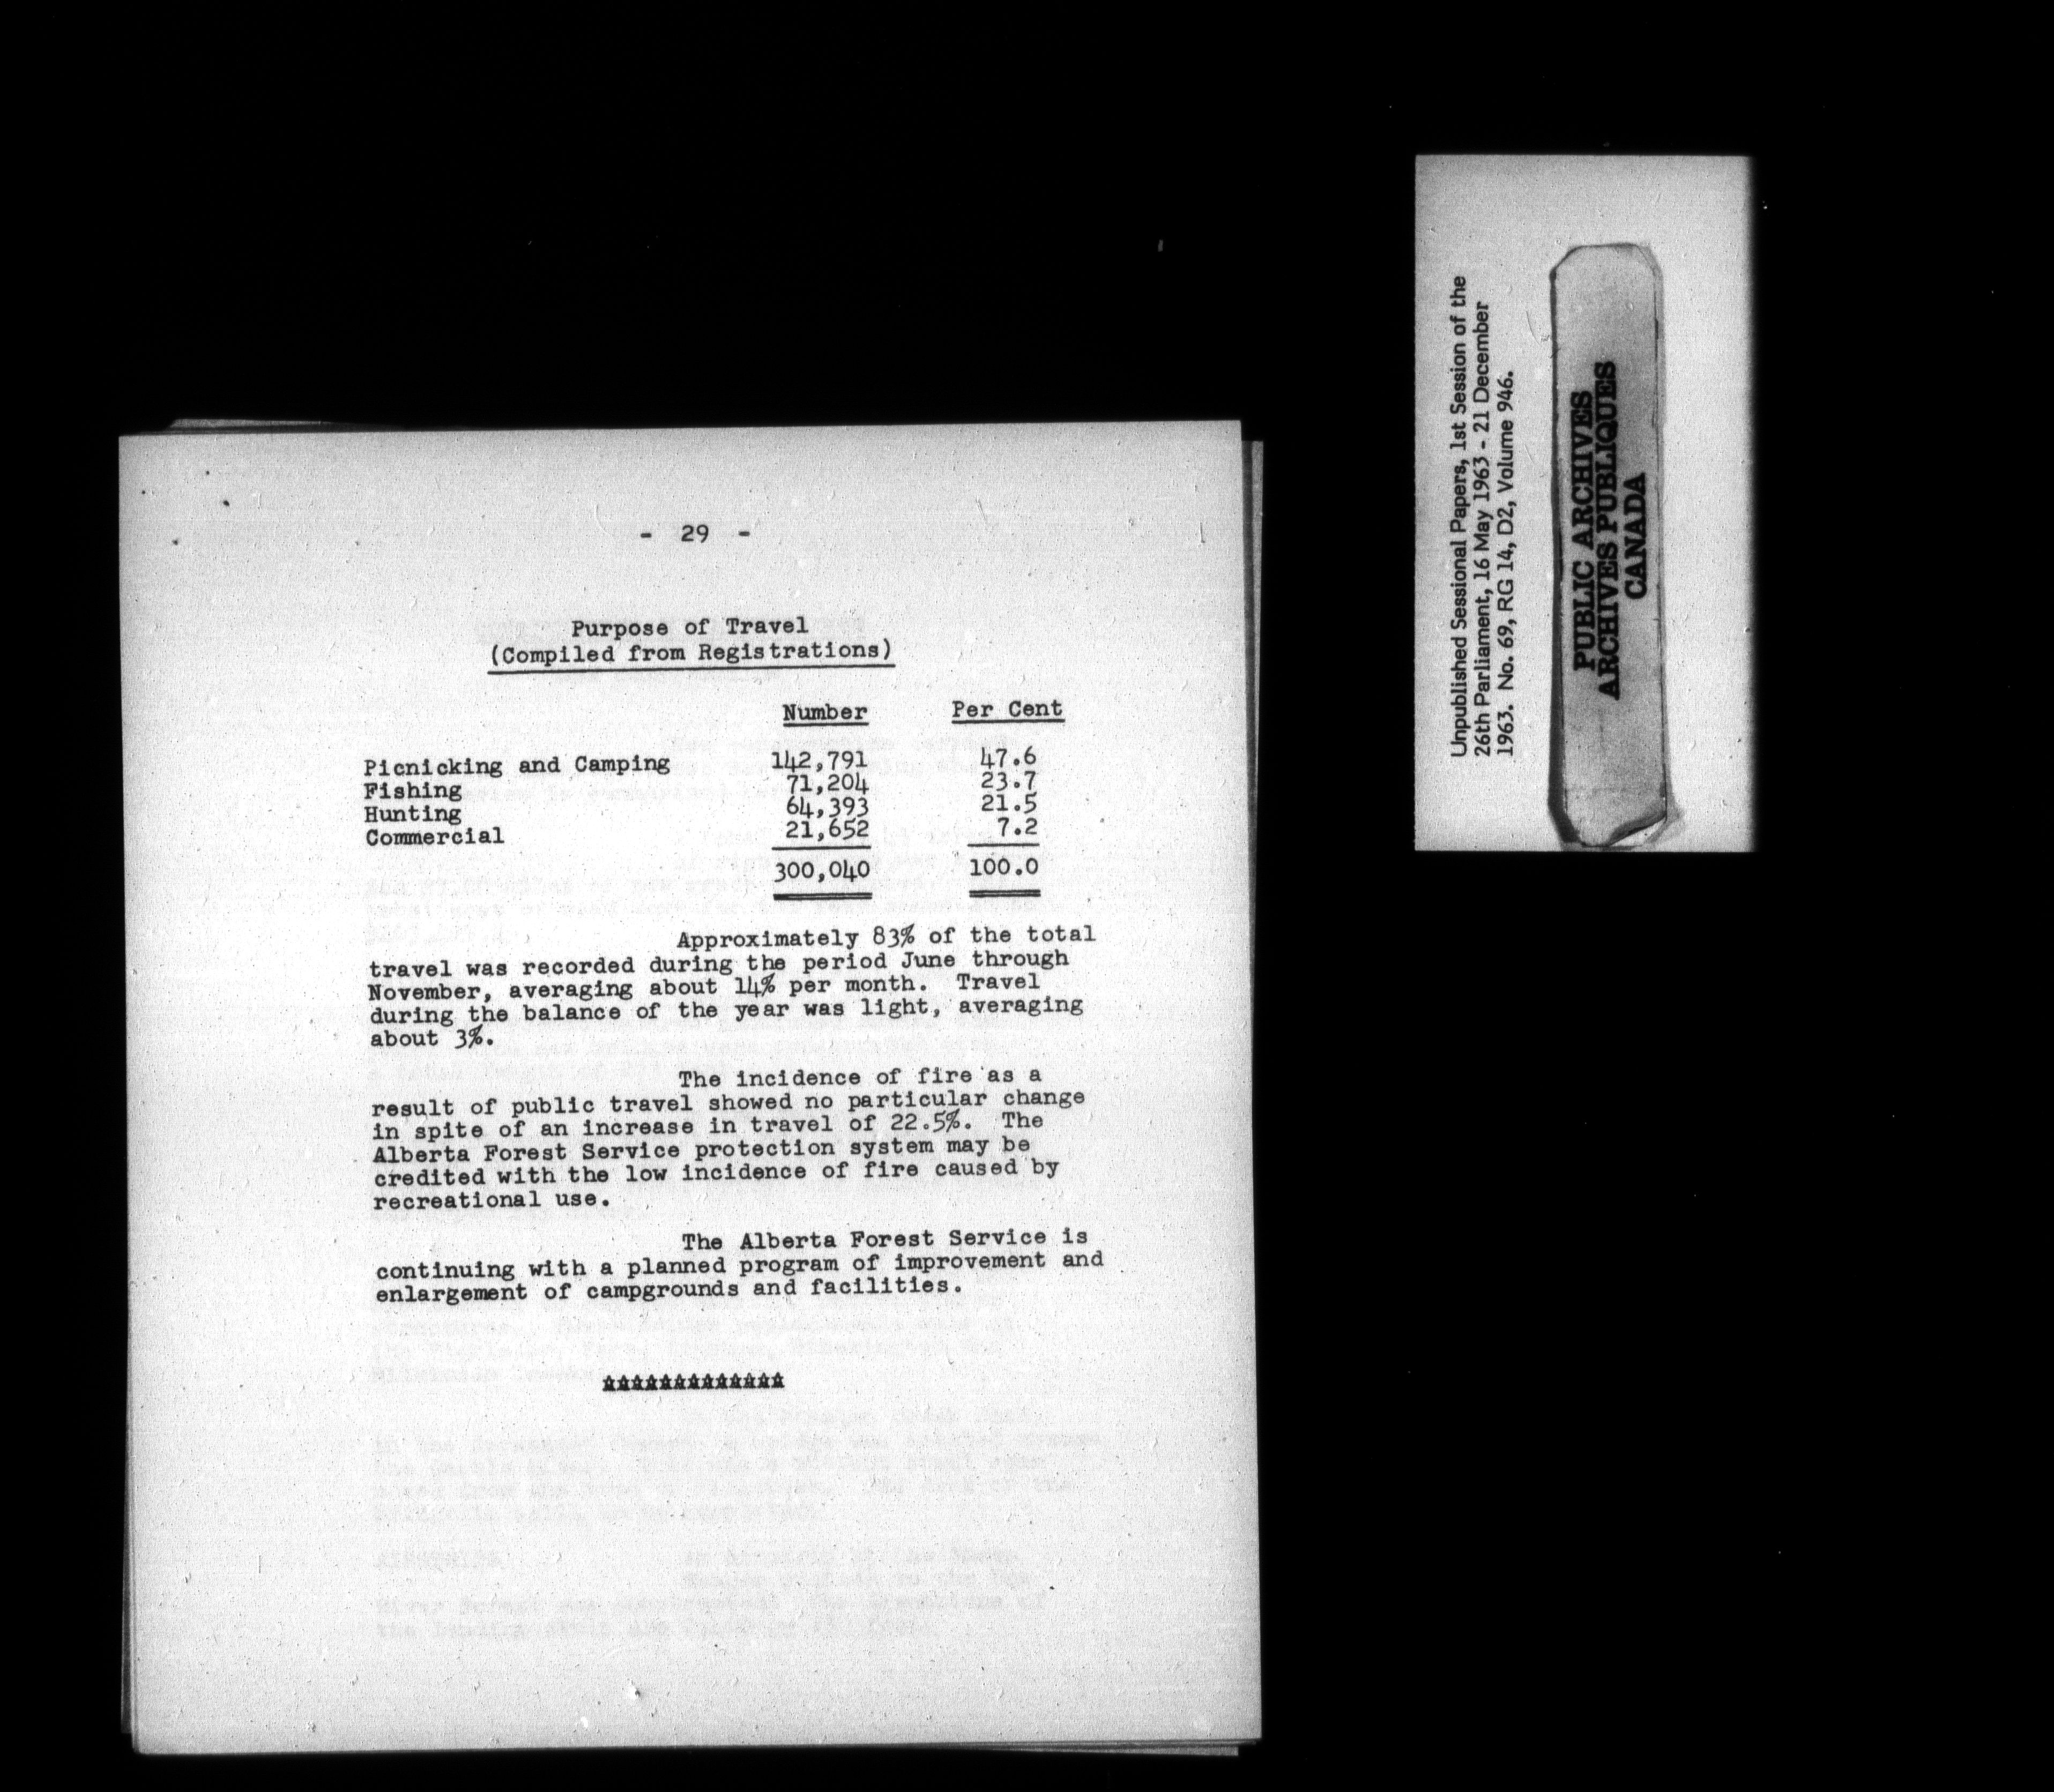 - 29 -
Purpose of Travel
(Compiled from Registrations)
Number Per Cent
Picnicking and Camping 142,791 47.6
Fishing 71,204 23.7
Hunting 64,393 21.5
Commercial 21,652 7.2
300,040 100.0
Approximately 83% of the total
travel was recorded during the period June through
November, averaging about 14% per month. Travel
during the balance of the year was light, averaging
about 3%.
The incidence of fire as a
result of public travel showed no particular change
in spite of an increase in travel of 22.5%. The
Alberta Forest Service protection system may be
credited with the low incidence of fire caused by
recreational use.
The Alberta Forest Service is
continuing with a planned program of improvement and
enlargement of campgrounds and facilities.
Unpublished Sessional Papers, 1st Session of the
26th Parliament, 16 May 1963 - 21 December
1963. No. 69, RG 14, D2, Volume 946.
PUBLIC ARCHIVES
ARCHIVES PUBLIQUES
CANADA